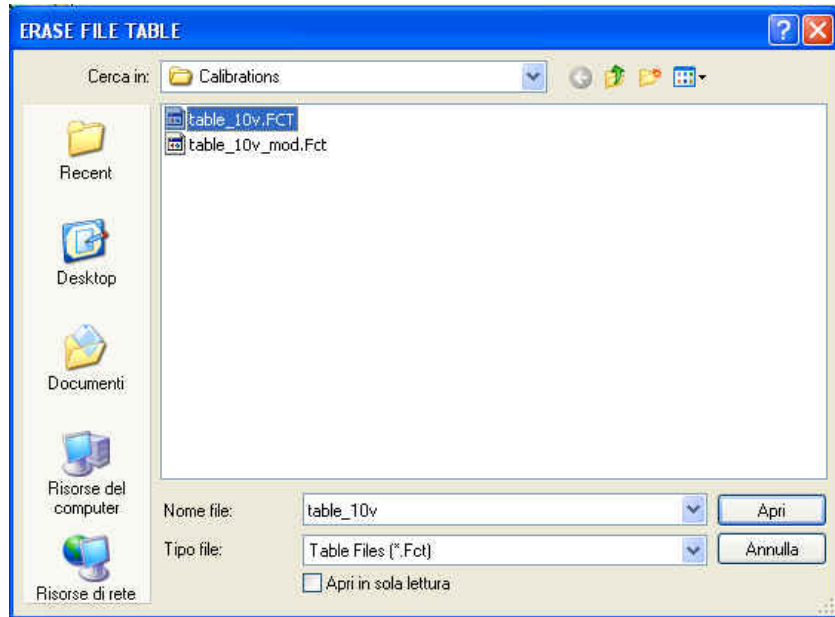 ERASE FILE TABLE
Cerca in:
Calibrations
table_10v.FCT
table_10v_mod.Fct
Recent
Desktop
Documenti
Risorse del
computer
Risorse di rete
Nome file:
table_10v
Apri
Tipo file:
Table Files (*.Fct)
Annulla
Apri in sola lettura